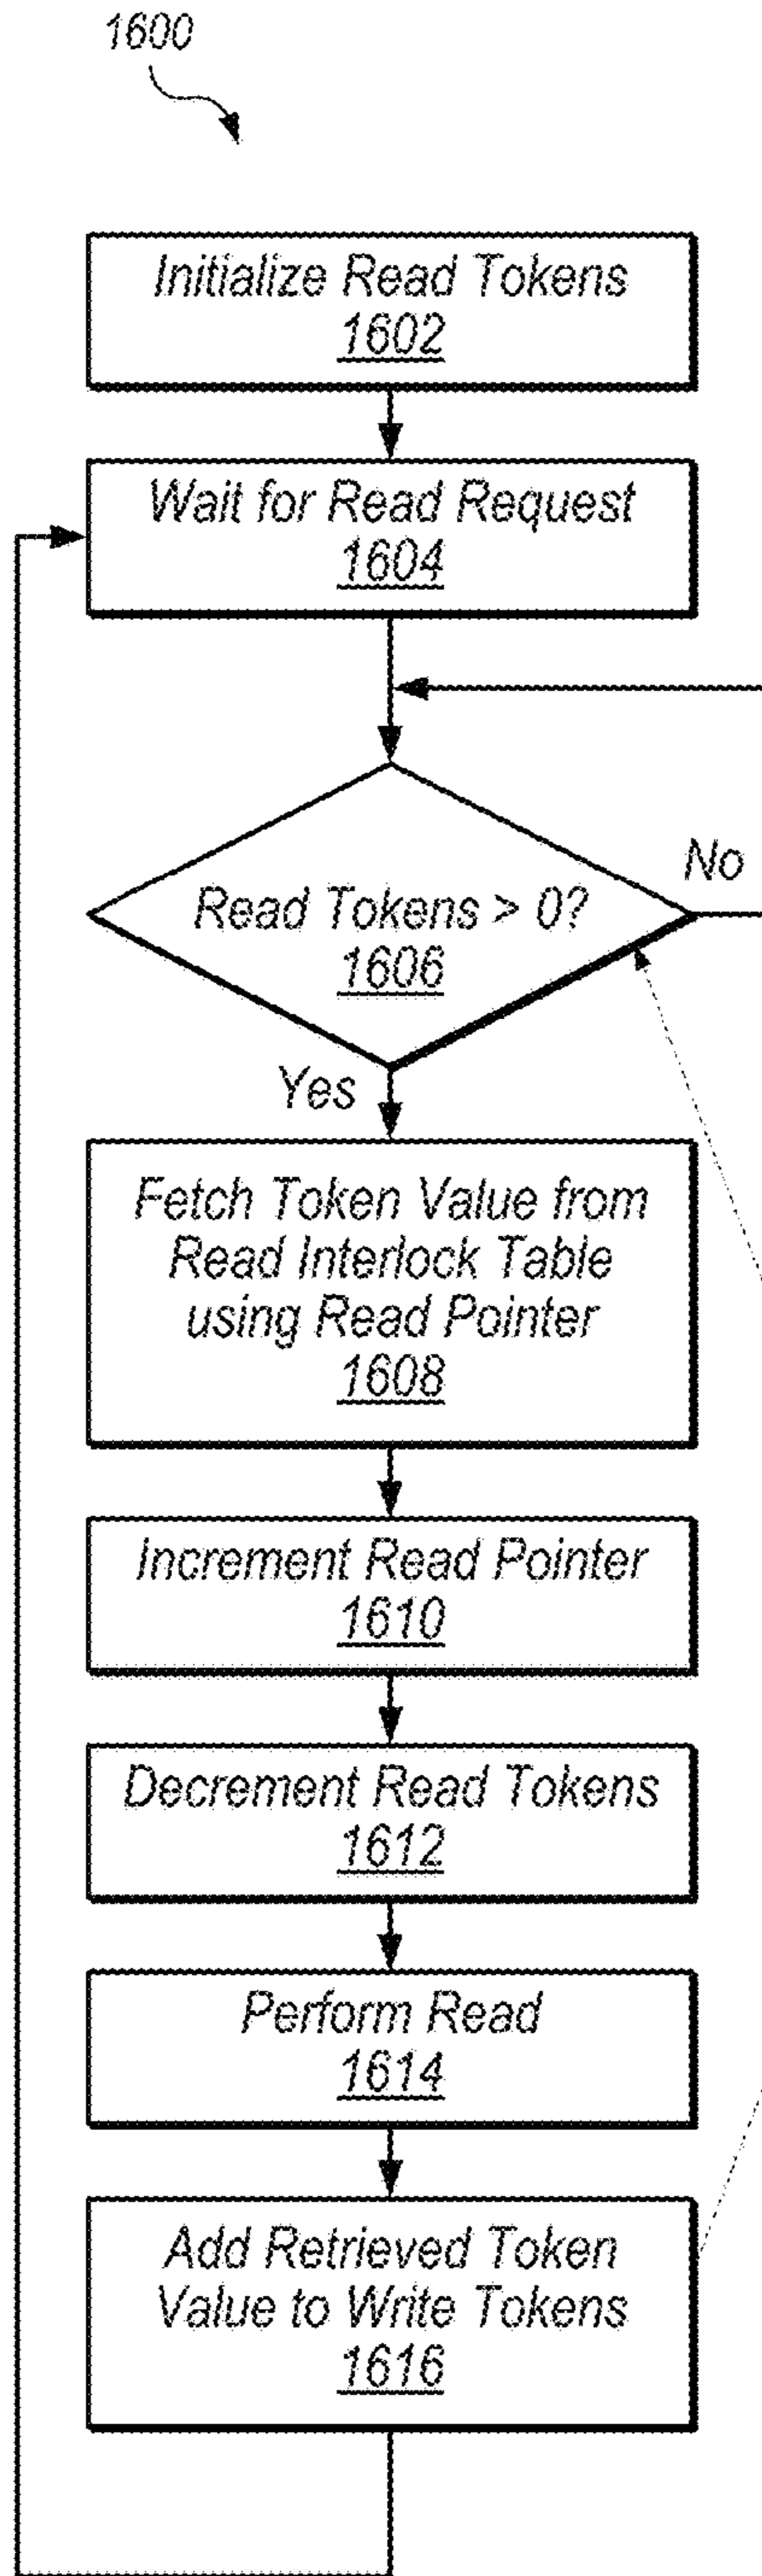 1600
Initialize Read Tokens
1602
Wait for Read Request
1604
No
Read Tokens > 0?
1606
Yes
Fetch Token Value from
Read Interlock Table
using Read Pointer
1608
Increment Read Pointer
1610
Decrement Read Tokens
1612
Perform Read
1614
Add Retrieved Token
Value to Write Tokens
1616